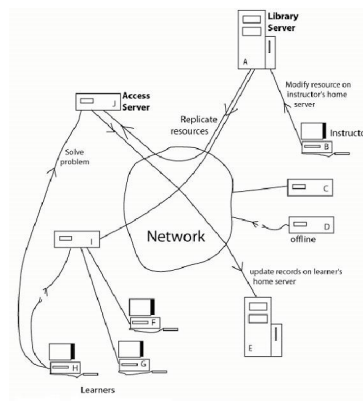 Library
Server
A
Access
Server
J
Modify resource on
instructor's home
server
Replicate
resources
Instructo
B
Solve
problem
C
D
offline
Network
I
update records on learner's
home server
F
E
G
H
Learners